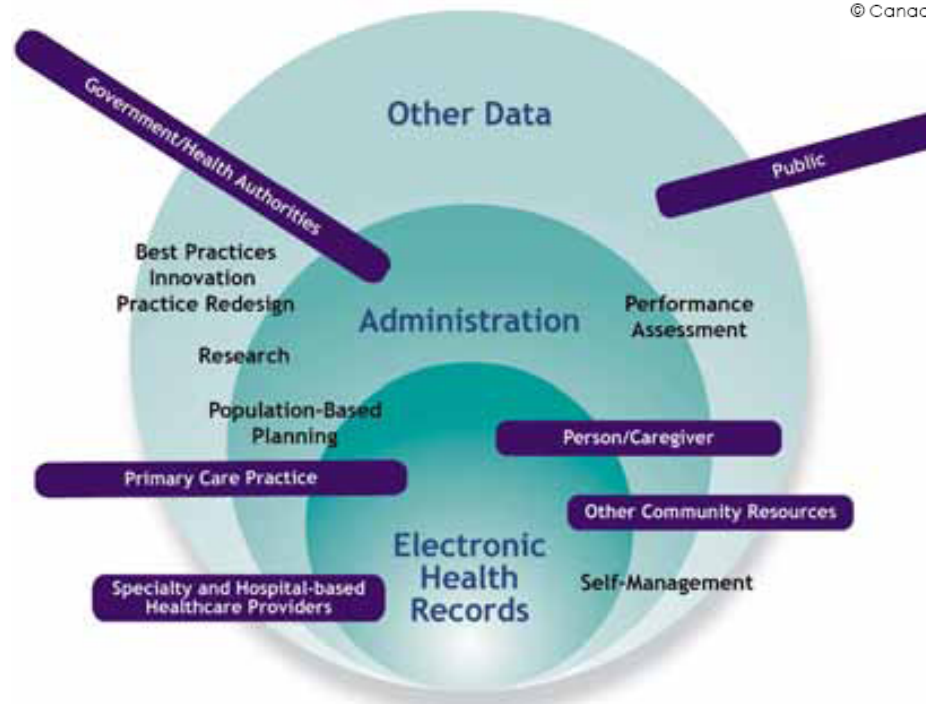 © Canad
Other Data
Government/Health Authorities
Public
Best Practices
Innovation
Practice Redesign
Administration
Performance
Assessment
Research
Population-Based
Planning
Person/Caregiver
Primary Care Practice
Other Community Resources
Electronic
Health
Records
Self-Management
Specialty and Hospital-based
Healthcare Providers